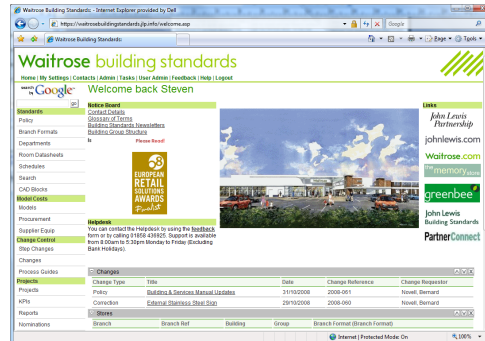 Waitrose Building Standards: - Internet Explorer provided by Dell
https://waitrosebuildingstandards.jlp.info/welcome.asp
Google
Waitrose Building Standards:
Page
Tools
Waitrose building standards
Home | My Settings | Contacts | Admin | Tasks | User Admin | Feedback | Help | Logout
search by Google
go
Welcome back Steven
Standards
Policy
Branch Formats
Departments
Room Datasheets
Schedules
Search
CAD Blocks
Model Costs
Models
Procurement
Supplier Equip
Change Control
Step Changes
Changes
Process Guides
Projects
Projects
KPIs
Reports
Nominations
Notice Board
Contact Details
Glossary of Terms
Building Standards Newsletters
Building Group Structure
Is
Please Read!
EUROPEAN
RETAIL
SOLUTIONS
AWARDS
Finalist
Helpdesk
You can contact the Helpdesk by using the feedback
form or by calling 01858 436925. Support is available
from 8:00am to 5:30pm Monday to Friday (Excluding
Bank Holidays).
Links
John Lewis
Partnership
johnlewis.com
Waitrose.com
thememorystore
greenbee
John Lewis
Building Standards
PartnerConnect
Changes
Change Type Title Date Change Reference Change Requestor
Policy Building & Services Manual Updates 31/10/2008 2008-061 Novell, Bernard
Correction External Stainless Steel Sign 29/10/2008 2008-060 Novell, Bernard
Stores
Branch Branch Ref Building Group Branch Format (Branch Format)
Internet | Protected Mode: On
100%